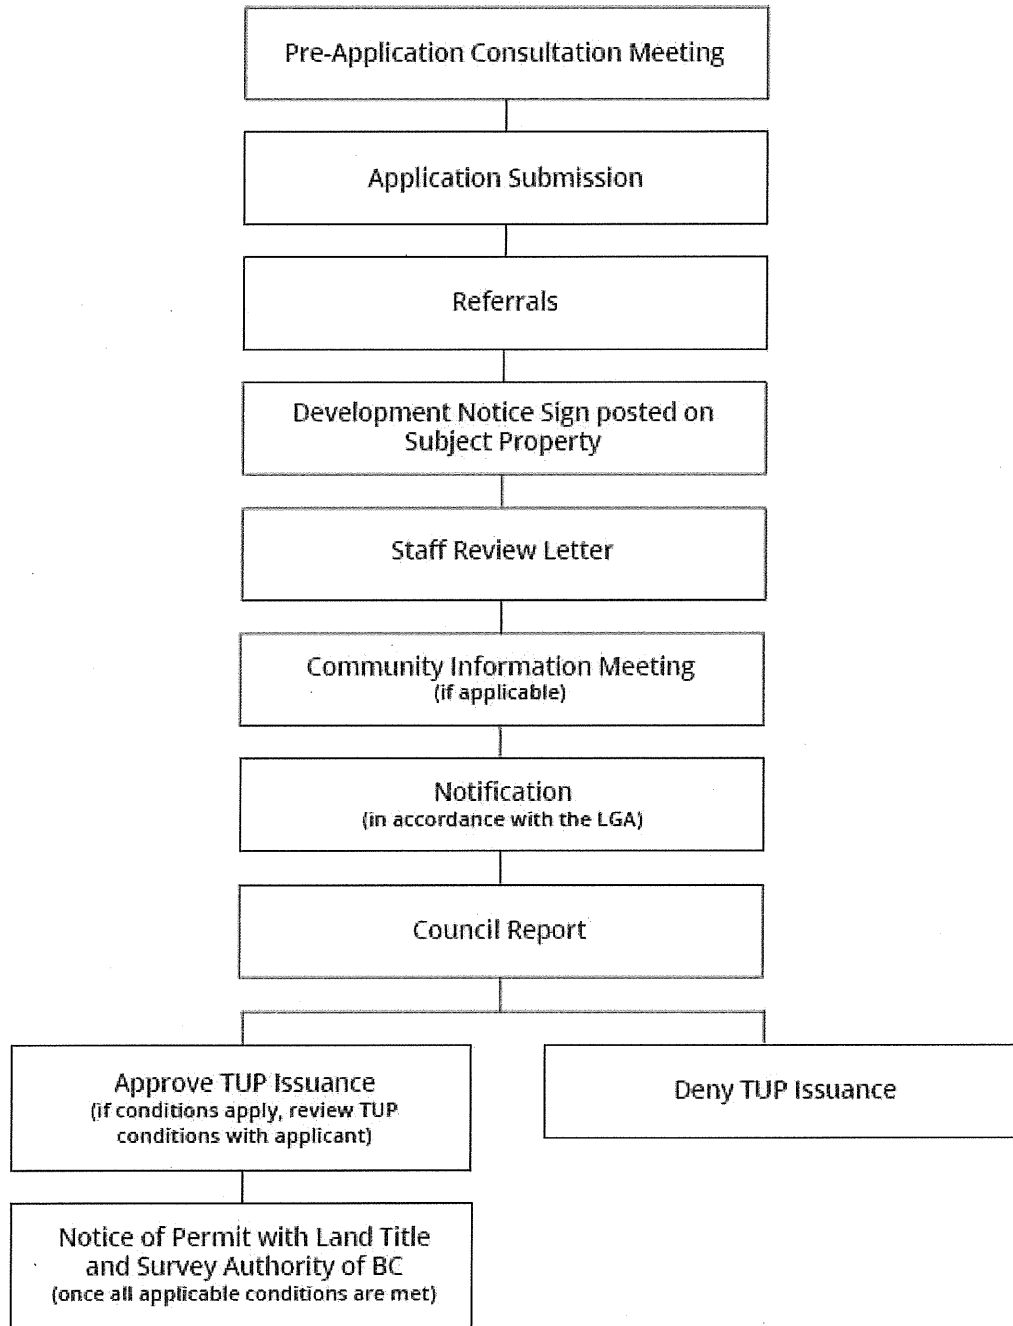 Pre-Application Consultation Meeting
Application Submission
Referrals
Development Notice Sign posted on
Subject Property
Staff Review Letter
Community Information Meeting
(if applicable)
Notification
(in accordance with the LGA)
Council Report
Approve TUP Issuance
(if conditions apply, review TUP
conditions with applicant)
Deny TUP Issuance
Notice of Permit with Land Title
and Survey Authority of BC
(once all applicable conditions are met)